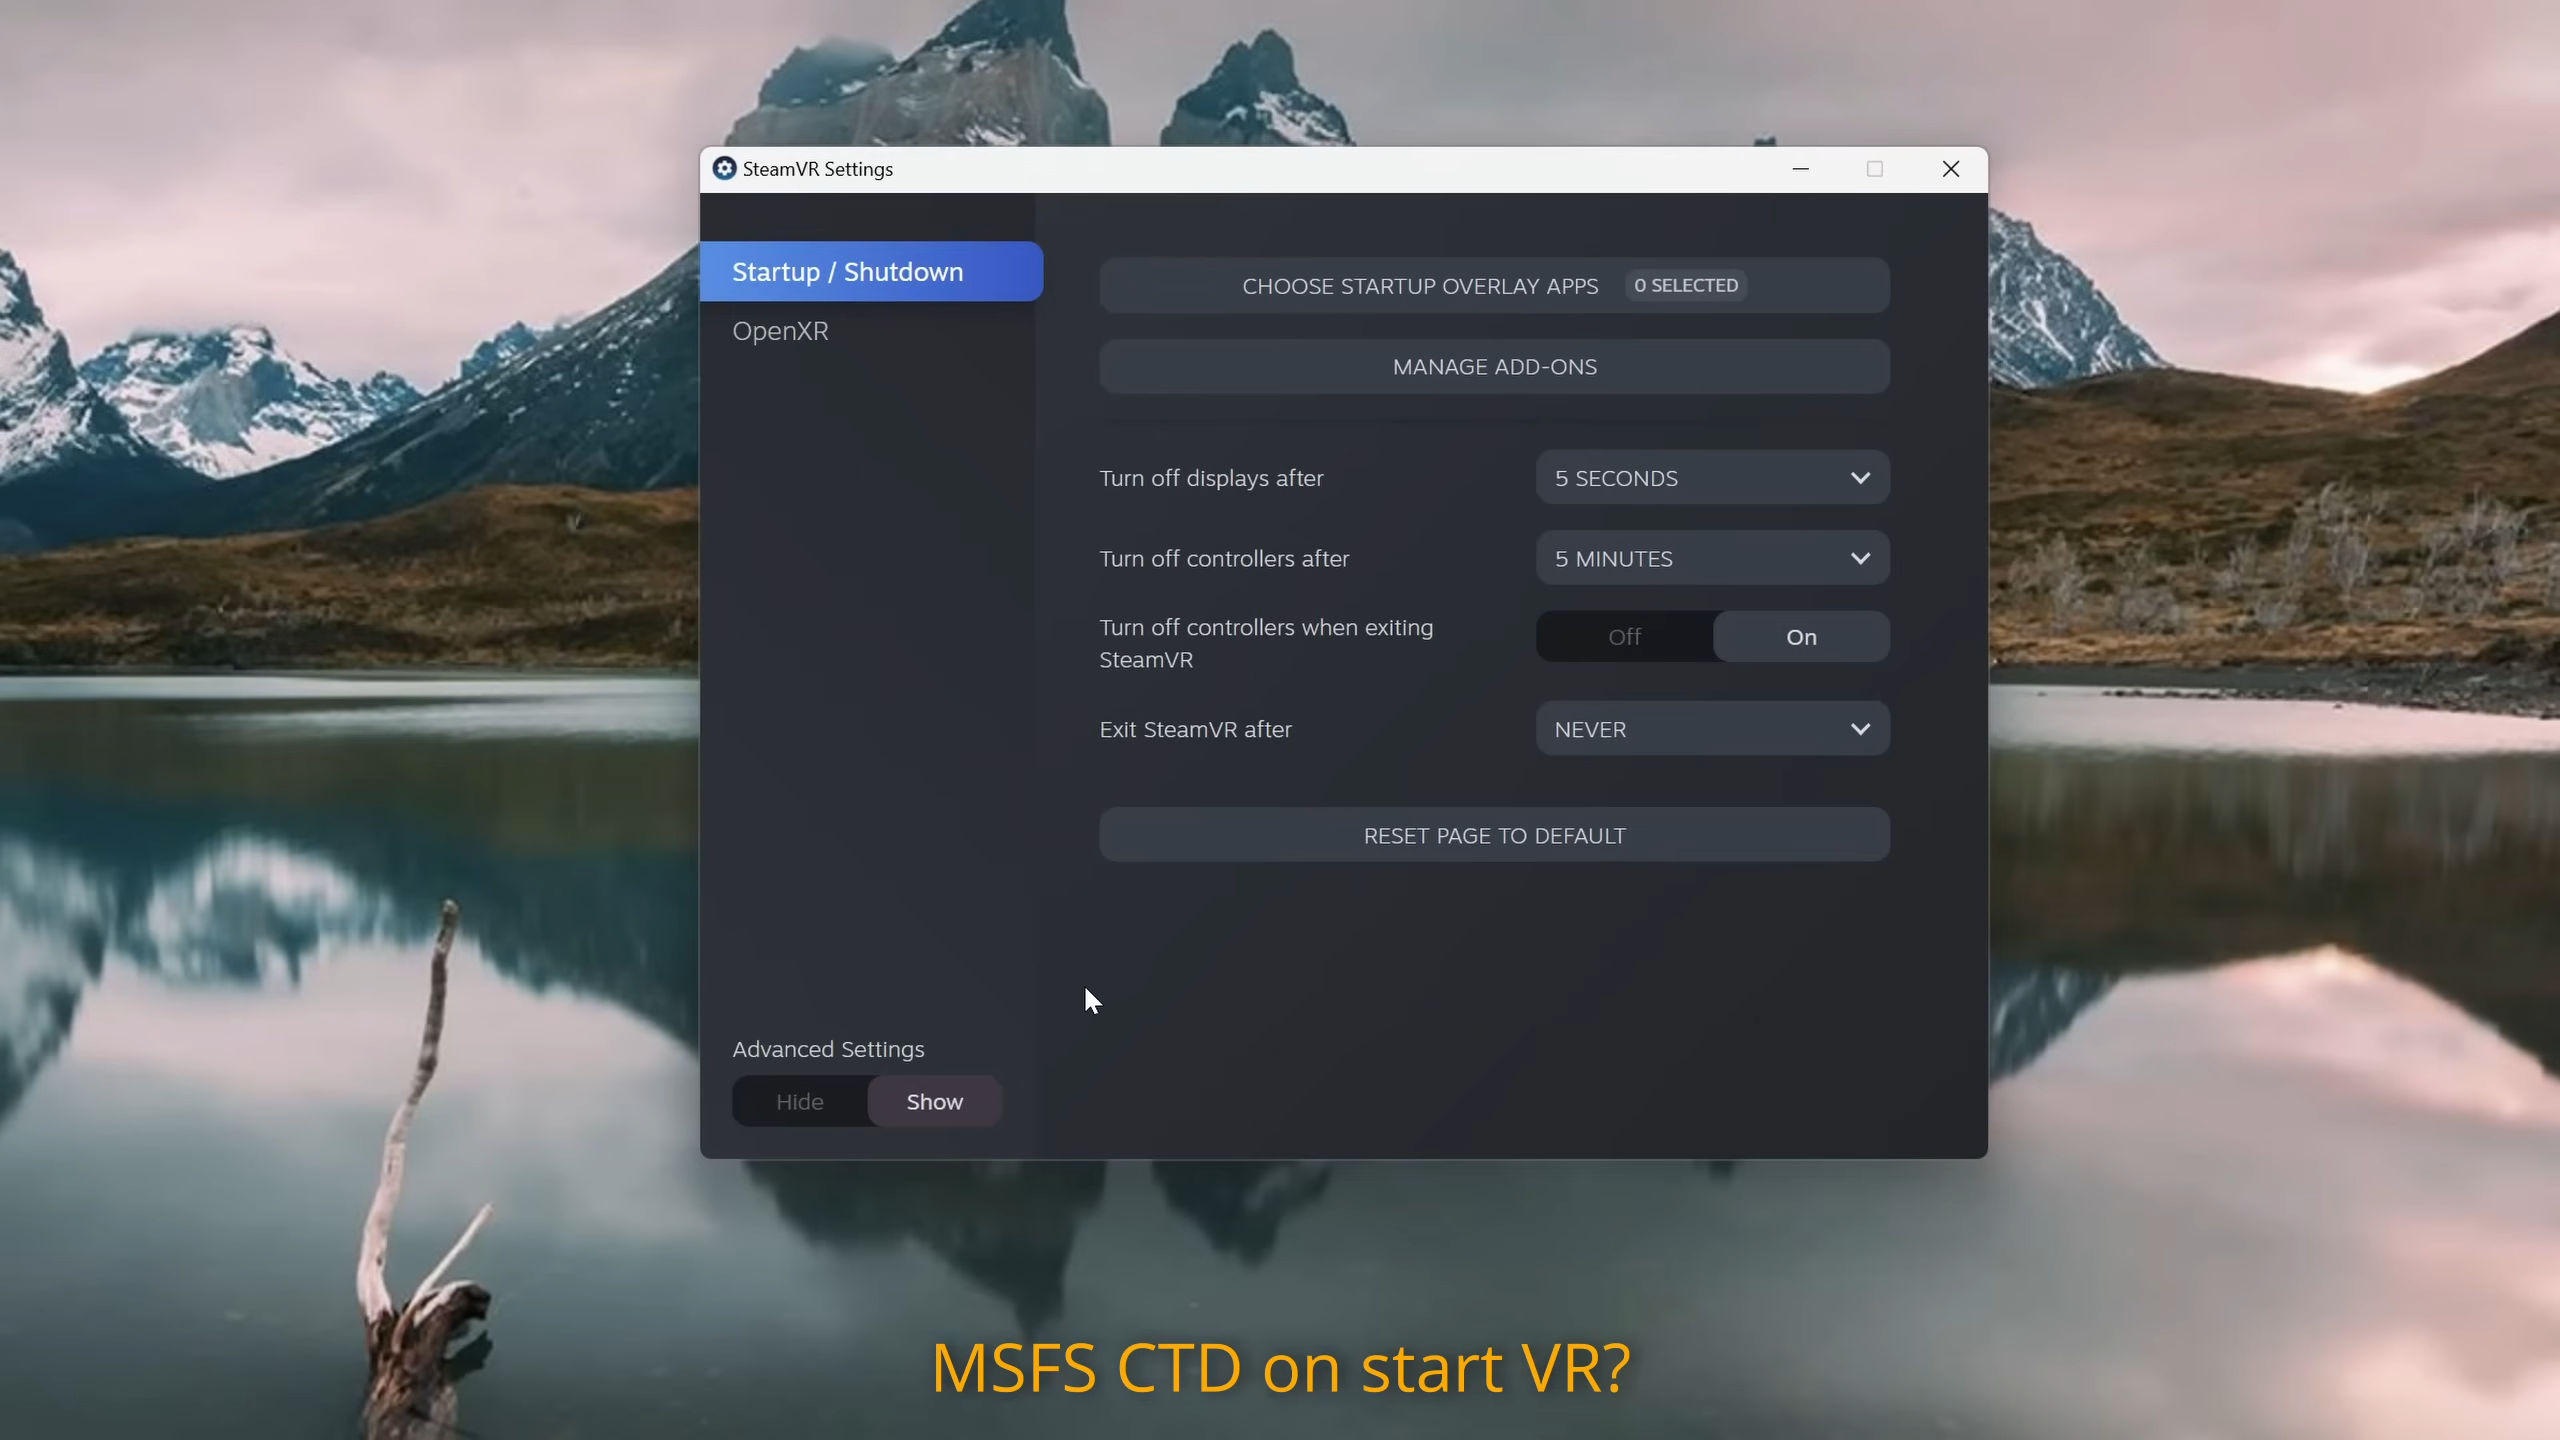 SteamVR Settings
Startup / Shutdown
OpenXR
CHOOSE STARTUP OVERLAY APPS 0 SELECTED
MANAGE ADD-ONS
Turn off displays after 5 SECONDS
Turn off controllers after 5 MINUTES
Turn off controllers when exiting
SteamVR
Off On
Exit SteamVR after NEVER
RESET PAGE TO DEFAULT
Advanced Settings
Hide Show
MSFS CTD on start VR?